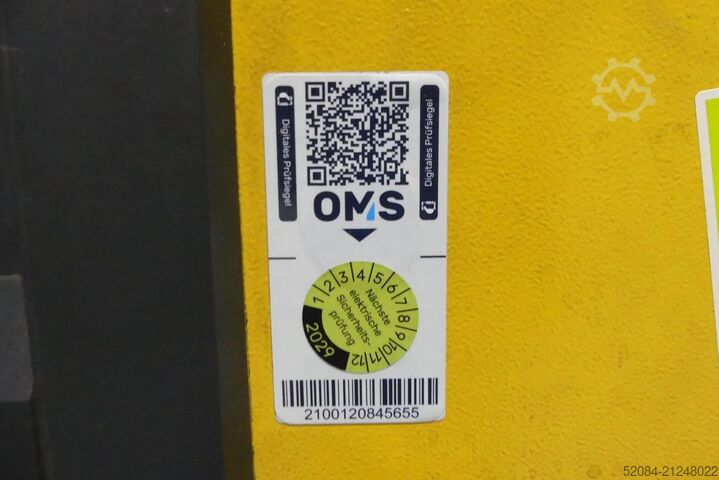 Digitales Prüfsiegel
Digitales Prüfsiegel
OMS
1 2 3 4 5 6 7 8 9 10 11 12
Nächste
elektrische
Sicherheits-
prüfung
2029
2100120845655
52084-21248022